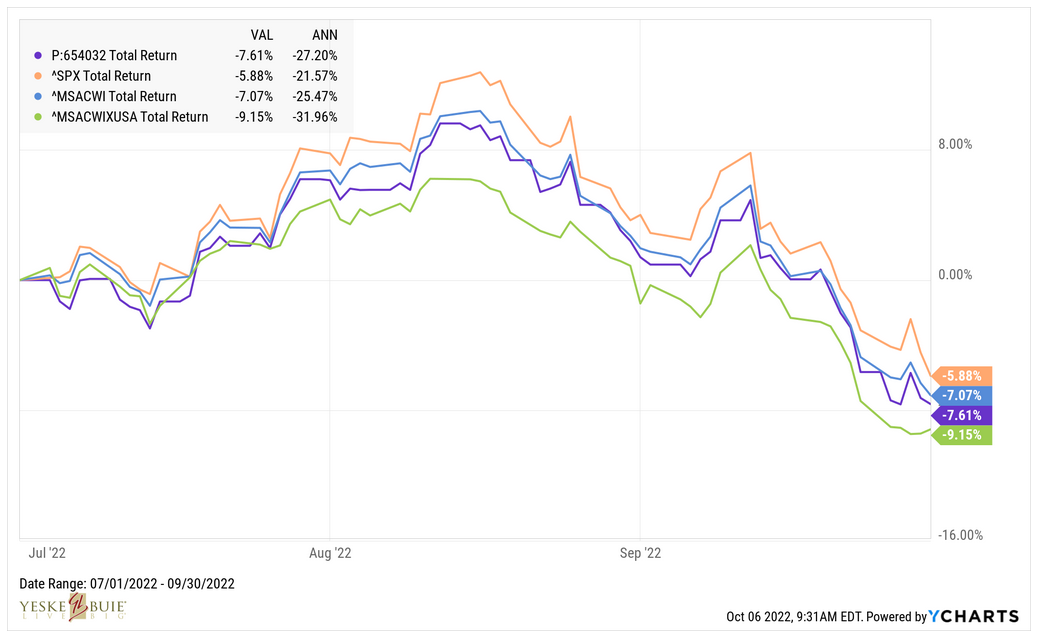 VAL ANN
P:654032 Total Return -7.61% -27.20%
^SPX Total Return -5.88% -21.57%
^MSACWI Total Return -7.07% -25.47%
^MSACWIXUSA Total Return -9.15% -31.96%
8.00%
0.00%
-5.88%
-7.07%
-7.61%
-9.15%
-16.00%
Jul '22 Aug '22 Sep '22
Date Range: 07/01/2022 - 09/30/2022
YESKE BUIE
LIVE BIG
Oct 06 2022, 9:31AM EDT. Powered by YCHARTS